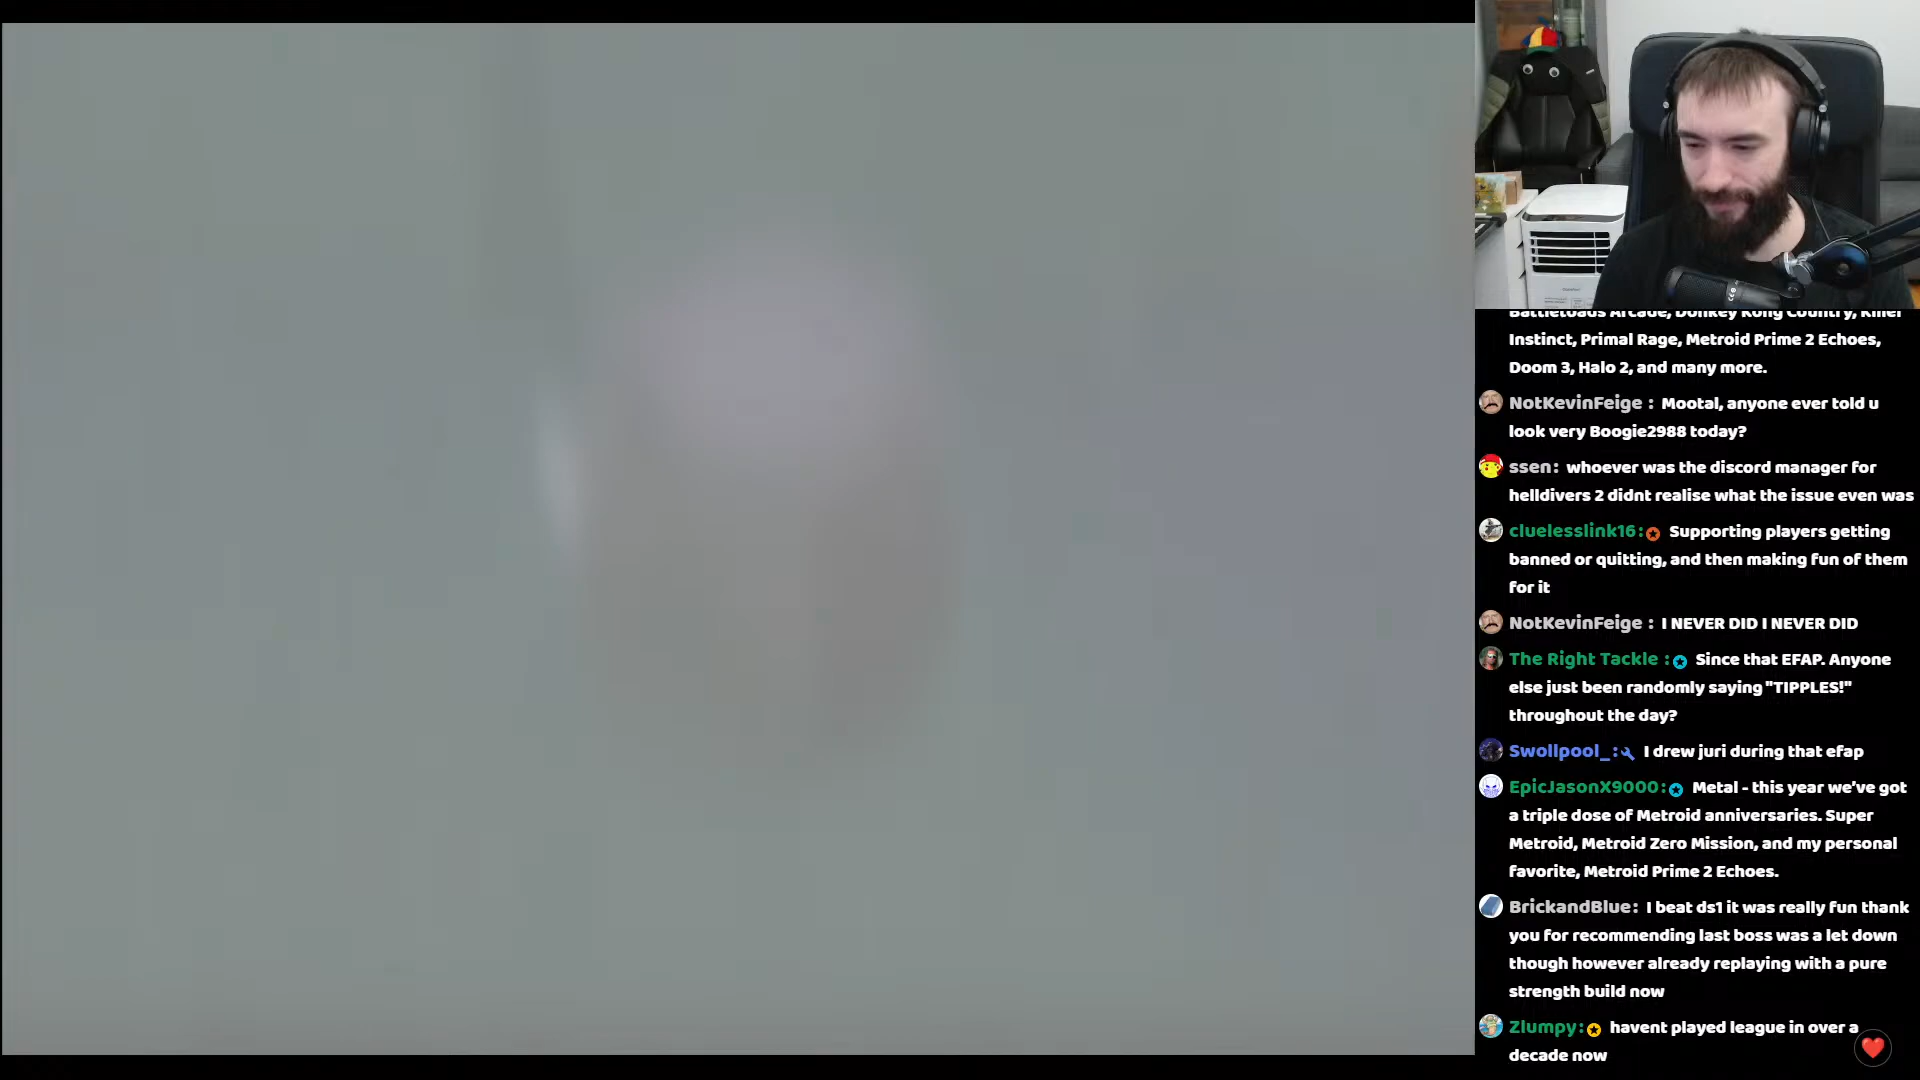 Battletoads Arcade, Donkey Kong Country, Killer
Instinct, Primal Rage, Metroid Prime 2 Echoes,
Doom 3, Halo 2, and many more.
NotKevinFeige : Mootal, anyone ever told u
look very Boogie2988 today?
ssen: whoever was the discord manager for
helldivers 2 didnt realise what the issue even was
cluelesslink16: Supporting players getting
banned or quitting, and then making fun of them
for it
NotKevinFeige : I NEVER DID I NEVER DID
The Right Tackle : Since that EFAP. Anyone
else just been randomly saying "TIPPLES!"
throughout the day?
Swollpool_: I drew juri during that efap
EpicJasonX9000: Metal - this year we've got
a triple dose of Metroid anniversaries. Super
Metroid, Metroid Zero Mission, and my personal
favorite, Metroid Prime 2 Echoes.
BrickandBlue: I beat ds1 it was really fun thank
you for recommending last boss was a let down
though however already replaying with a pure
strength build now
Zlumpy: havent played league in over a
decade now